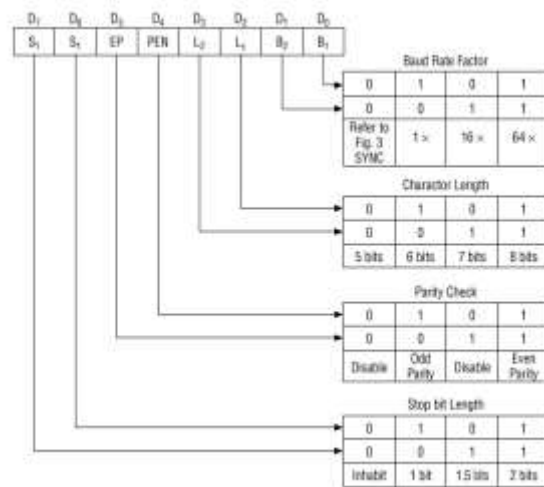 D7 D6 D5 D4 D3 D2 D1 D0
S1 S1 EP PEN L2 L1 B2 B1
Baud Rate Factor
0 1 0 1
0 0 1 1
Refer to Fig. 3 SYNC 1 × 16 × 64 ×
Charactor Length
0 1 0 1
0 0 1 1
5 bits 6 bits 7 bits 8 bits
Parity Check
0 1 0 1
0 0 1 1
Disable Odd Parity Disable Even Parity
Stop bit Length
0 1 0 1
0 0 1 1
Inhabit 1 bit 1.5 bits 2 bits